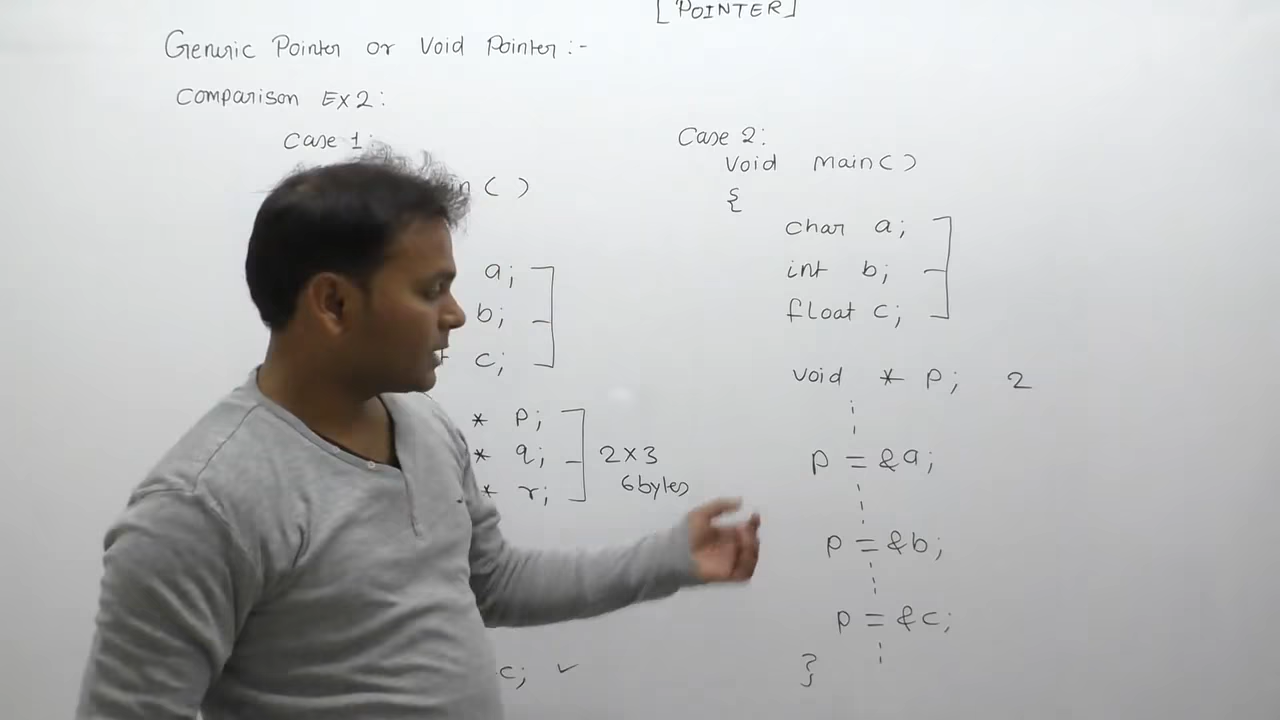 [POINTER]
Generic Pointer or Void Pointer :-
Comparison Ex 2:
Case 1:
( )
a;
b;
c;
* p;
* q;
* r;
2 x 3
6 bytes
c; ✓
Case 2:
Void Main()
{
char a;
int b;
float c;
void * p; 2
p = &a;
p = &b;
p = &c;
}